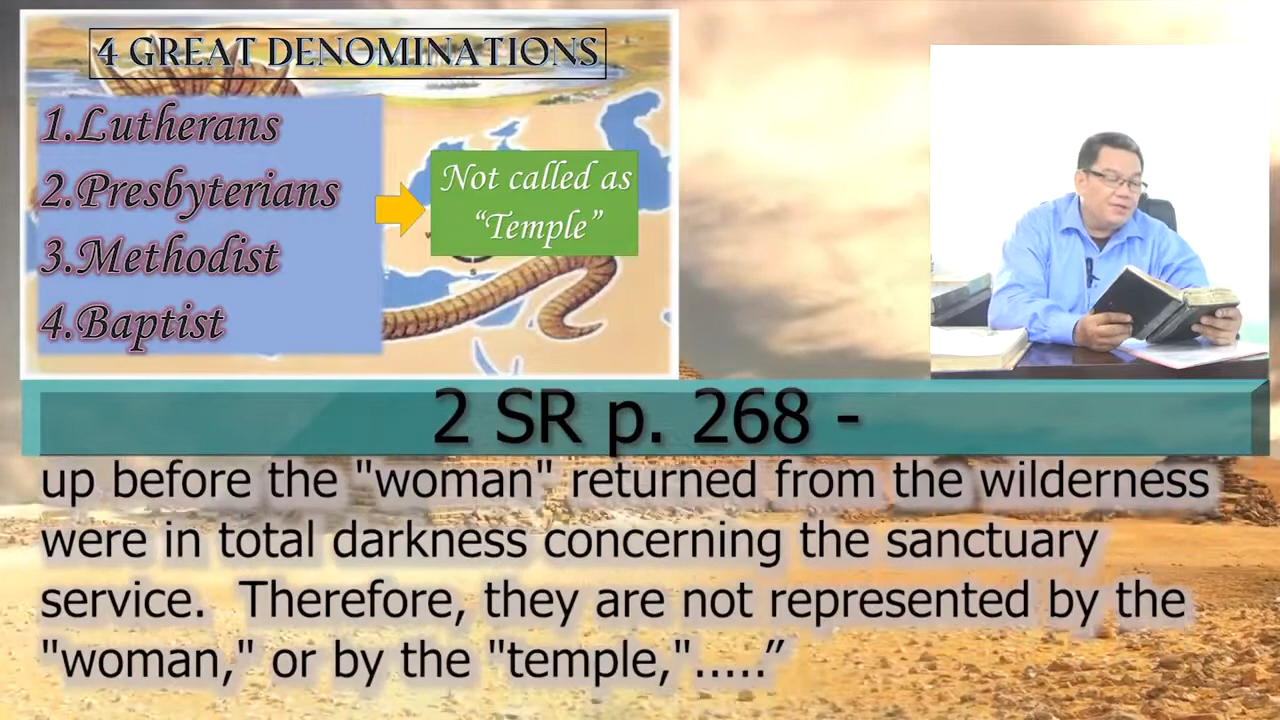 4 GREAT DENOMINATIONS
1.Lutherans
2.Presbyterians
3.Methodist
4.Baptist
Not called as
“Temple”
2 SR p. 268 -
up before the "woman" returned from the wilderness
were in total darkness concerning the sanctuary
service.  Therefore, they are not represented by the
"woman," or by the "temple,".....”